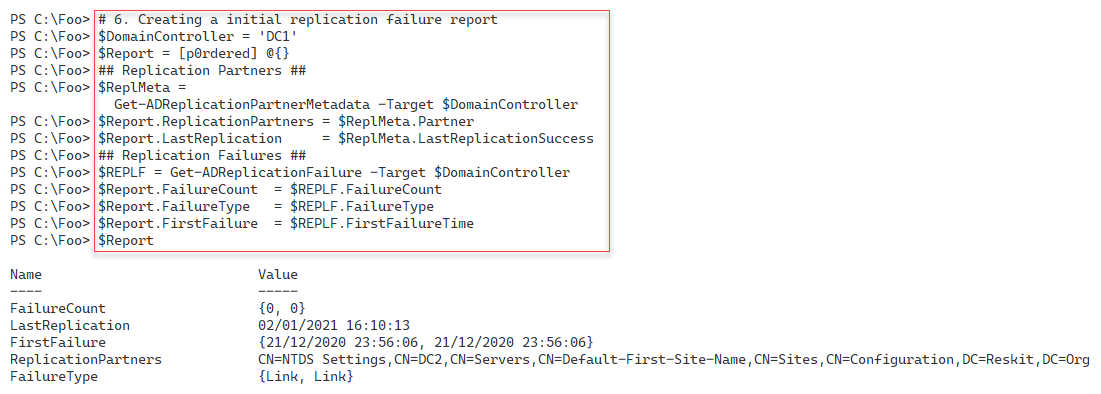 PS C:\Foo> # 6. Creating a initial replication failure report
PS C:\Foo> $DomainController = 'DC1'
PS C:\Foo> $Report = [p0rdered] @{}
PS C:\Foo> ## Replication Partners ##
PS C:\Foo> $ReplMeta =
Get-ADReplicationPartnerMetadata -Target $DomainController
PS C:\Foo> $Report.ReplicationPartners = $ReplMeta.Partner
PS C:\Foo> $Report.LastReplication     = $ReplMeta.LastReplicationSuccess
PS C:\Foo> ## Replication Failures ##
PS C:\Foo> $REPLF = Get-ADReplicationFailure -Target $DomainController
PS C:\Foo> $Report.FailureCount  = $REPLF.FailureCount
PS C:\Foo> $Report.FailureType   = $REPLF.FailureType
PS C:\Foo> $Report.FirstFailure  = $REPLF.FirstFailureTime
PS C:\Foo> $Report
Name                           Value
----                           -----
FailureCount                   {0, 0}
LastReplication                02/01/2021 16:10:13
FirstFailure                   {21/12/2020 23:56:06, 21/12/2020 23:56:06}
ReplicationPartners            CN=NTDS Settings,CN=DC2,CN=Servers,CN=Default-First-Site-Name,CN=Sites,CN=Configuration,DC=Reskit,DC=Org
FailureType                    {Link, Link}